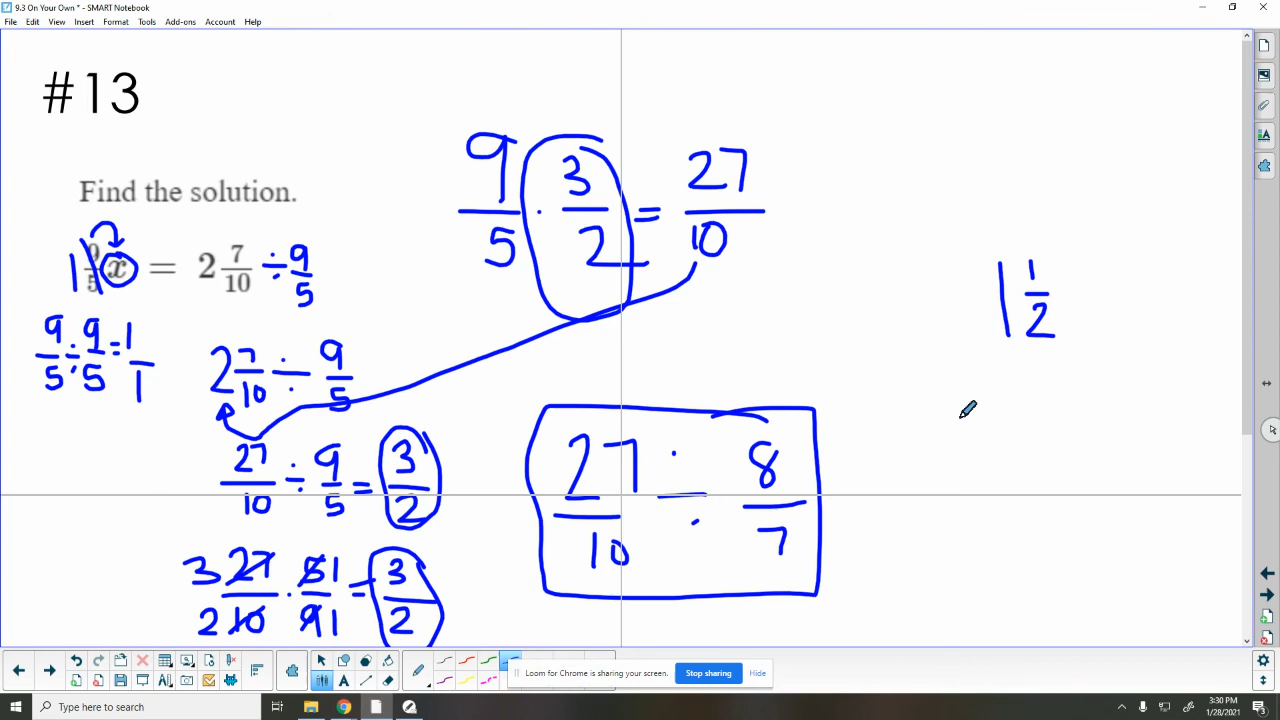 9.3 On Your Own * - SMART Notebook
File Edit View Insert Format Tools Add-ons Account Help
#13
Find the solution.
1 9/5 x = 2 7/10 ÷ 9/5
9/5 ÷ 9/5 = 1/1
2 7/10 ÷ 9/5
27/10 ÷ 9/5 = 3/2
3 27/2 10 · 51/91 = 3/2
9/5 · 3/2 = 27/10
27/10 ÷ 8/7
1 1/2
Loom for Chrome is sharing your screen. Stop sharing Hide
Type here to search
3:30 PM
1/28/2021
3